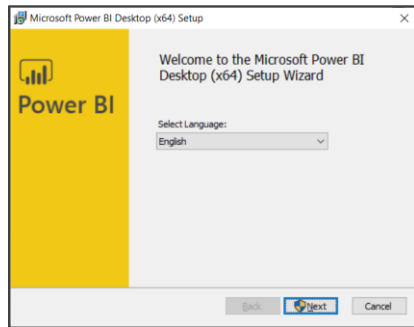 Microsoft Power BI Desktop (x64) Setup
Power BI
Welcome to the Microsoft Power BI
Desktop (x64) Setup Wizard
Select Language:
English
Back
Next
Cancel